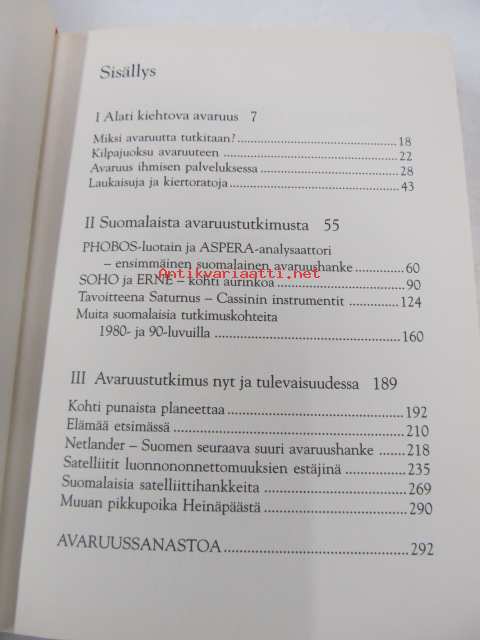 Sisällys
I Alati kiehtova avaruus 7
Miksi avaruutta tutkitaan? 18
Kilpajuoksu avaruuteen 22
Avaruus ihmisen palveluksessa 28
Laukaisuja ja kiertoratoja 43
II Suomalaista avaruustutkimusta 55
PHOBOS-luotain ja ASPERA-analysaattori
– ensimmäinen suomalainen avaruushanke 60
Antikvariaatti.net
SOHO ja ERNE – kohti aurinkoa 90
Tavoitteena Saturnus – Cassinin instrumentit 124
Muita suomalaisia tutkimuskohteita
1980- ja 90-luvuilla 160
III Avaruustutkimus nyt ja tulevaisuudessa 189
Kohti punaista planeettaa 192
Elämää etsimässä 210
Netlander – Suomen seuraava suuri avaruushanke 218
Satelliitit luonnononnettomuuksien estäjinä 235
Suomalaisia satelliittihankkeita 269
Muuan pikkupoika Heinäpäästä 290
AVARUUSSANASTOA 292